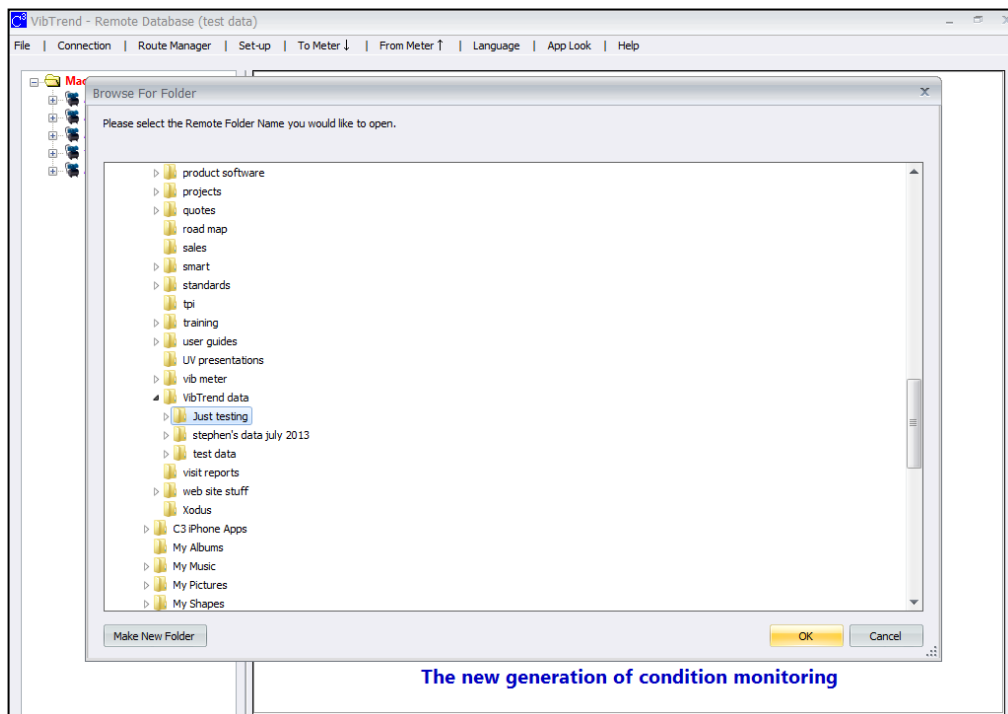 C³ VibTrend - Remote Database (test data)
File | Connection | Route Manager | Set-up | To Meter ↓ | From Meter ↑ | Language | App Look | Help
Browse For Folder
Please select the Remote Folder Name you would like to open.
product software
projects
quotes
road map
sales
smart
standards
tpi
training
user guides
UV presentations
vib meter
VibTrend data
Just testing
stephen's data july 2013
test data
visit reports
web site stuff
Xodus
C3 iPhone Apps
My Albums
My Music
My Pictures
My Shapes
Make New Folder OK Cancel
The new generation of condition monitoring